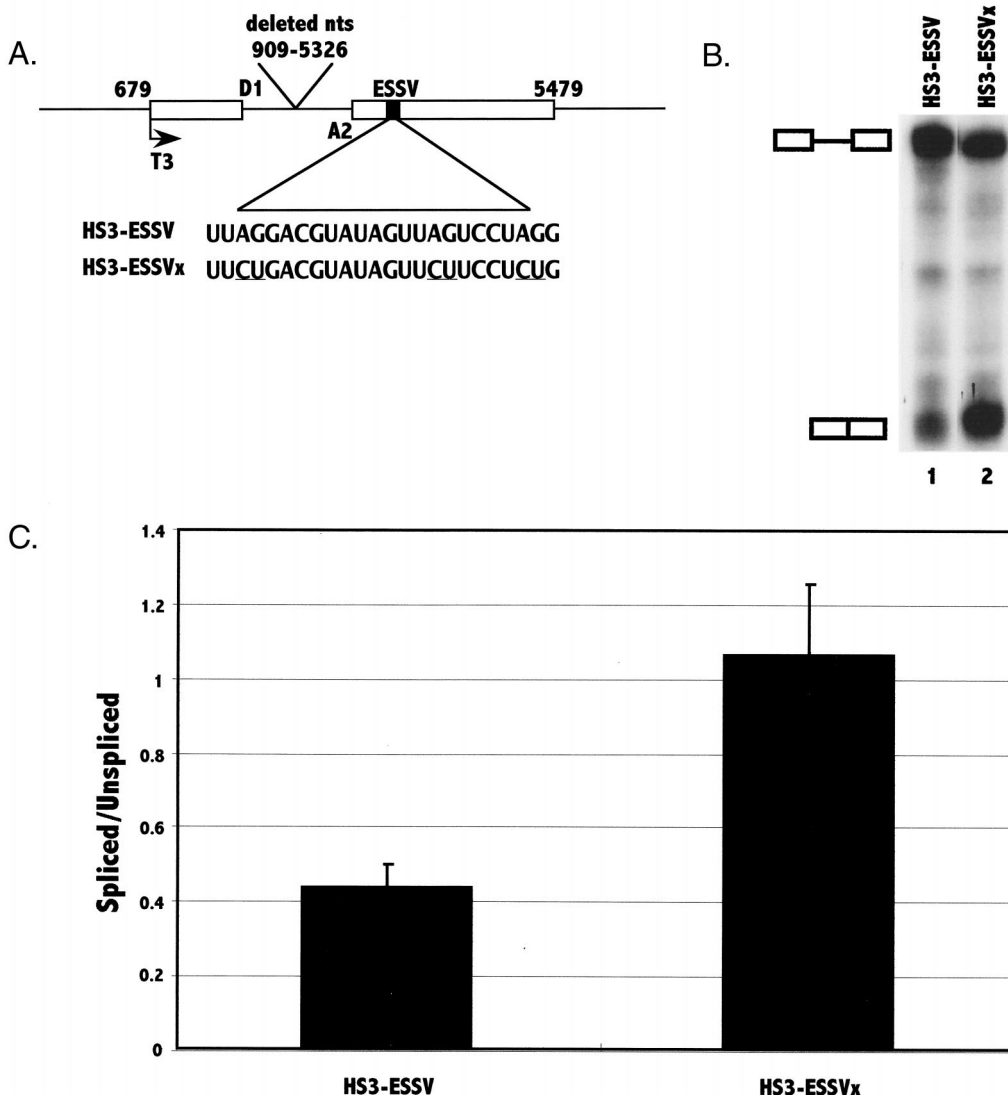 A.
deleted nts
909-5326
679
D1
ESSV
5479
A2
T3
HS3-ESSV UUAGGACGUAUAGUUAGUCCUAGG
HS3-ESSVx UUCUGACGUAUAGUUCUUCCUCUG
B.
HS3-ESSV
HS3-ESSVx
1 2
C.
Spliced/Unspliced
1.4
1.2
1
0.8
0.6
0.4
0.2
0
HS3-ESSV HS3-ESSVx